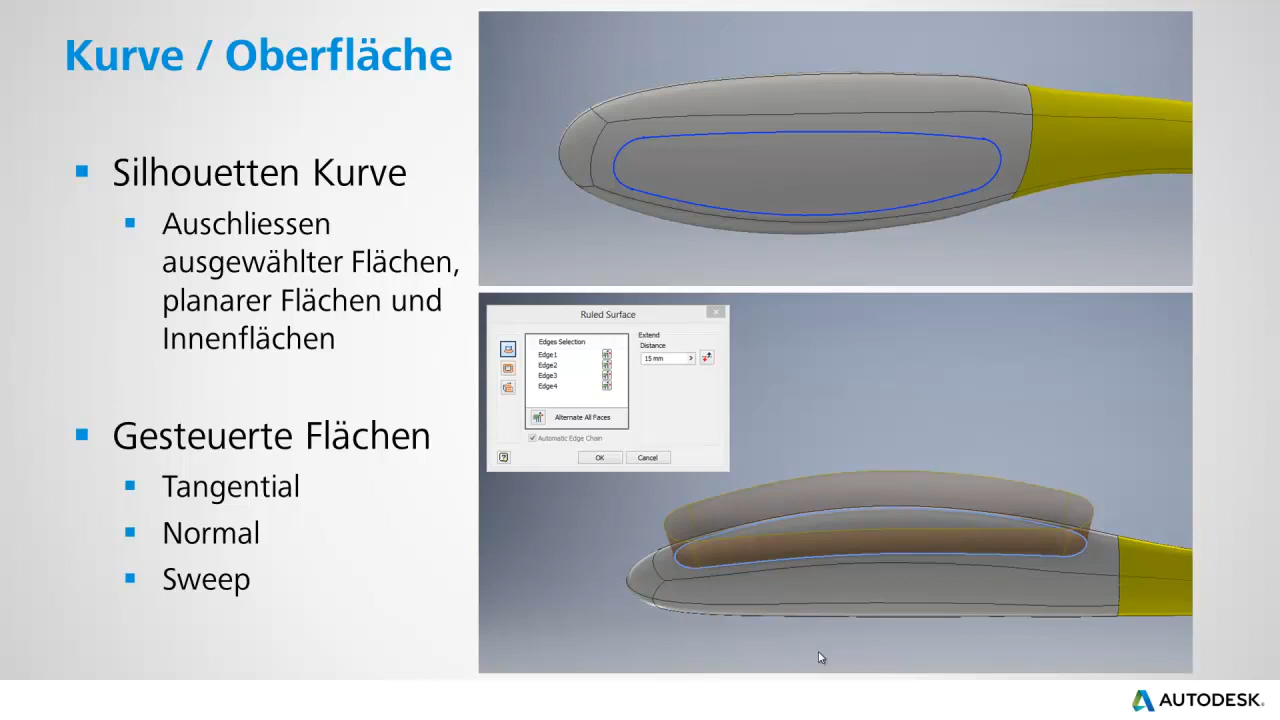 Kurve / Oberfläche
Silhouetten Kurve
Auschliessen
ausgewählter Flächen,
planarer Flächen und
Innenflächen
Gesteuerte Flächen
Tangential
Normal
Sweep
Ruled Surface
Edges Selection
Edge1
Edge2
Edge3
Edge4
Alternate All Faces
Automatic Edge Chain
Extend
Distance
15 mm
OK
Cancel
AUTODESK.